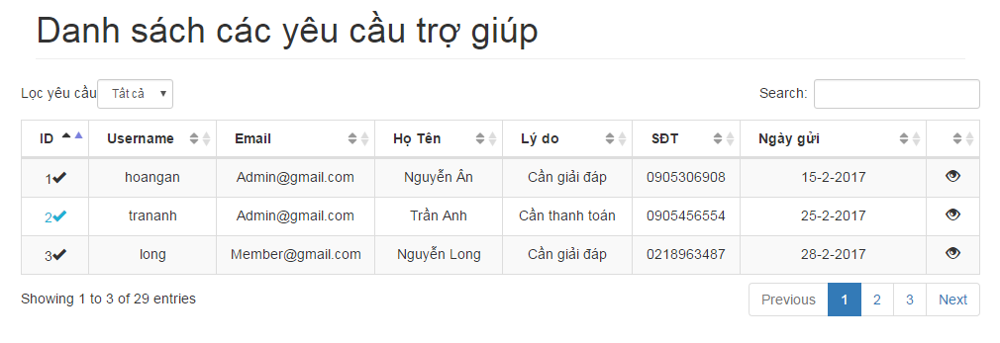 Danh sách các yêu cầu trợ giúp
Lọc yêu cầu Tất cả Search:
ID Username Email Họ Tên Lý do SĐT Ngày gửi
1 hoangan Admin@gmail.com Nguyễn Ân Cần giải đáp 0905306908 15-2-2017
2 trananh Admin@gmail.com Trần Anh Cần thanh toán 0905456554 25-2-2017
3 long Member@gmail.com Nguyễn Long Cần giải đáp 0218963487 28-2-2017
Showing 1 to 3 of 29 entries Previous 1 2 3 Next